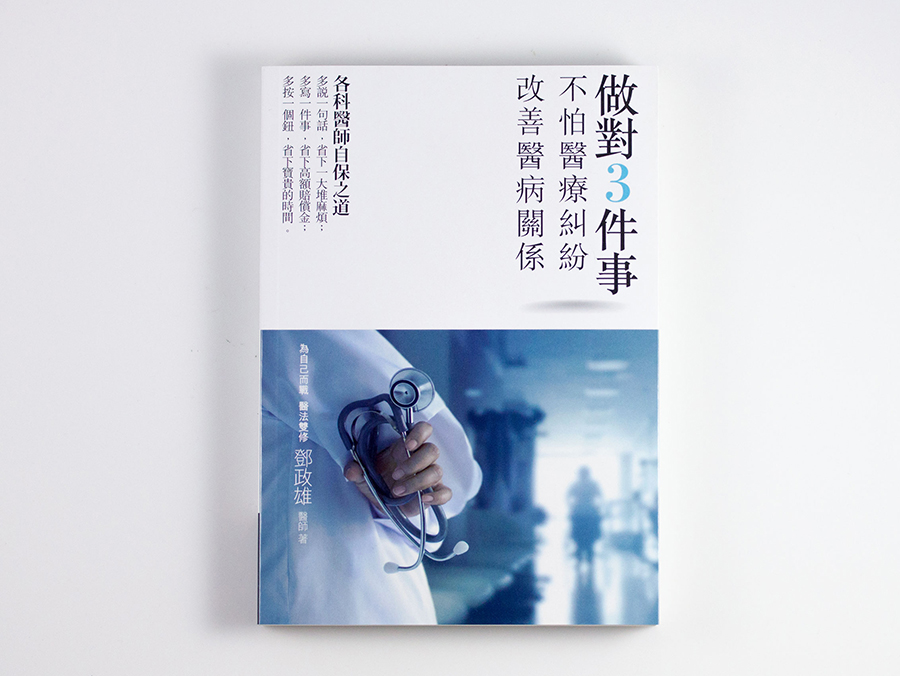 做對3件事
不怕醫療糾紛
改善醫病關係
各科醫師自保之道
多說一句話，省下一大堆麻煩；
多寫一件事，省下高額賠償金；
多按一個鈕，省下寶貴的時間。
為自己而戰 醫法雙修 鄧政雄 醫師 著